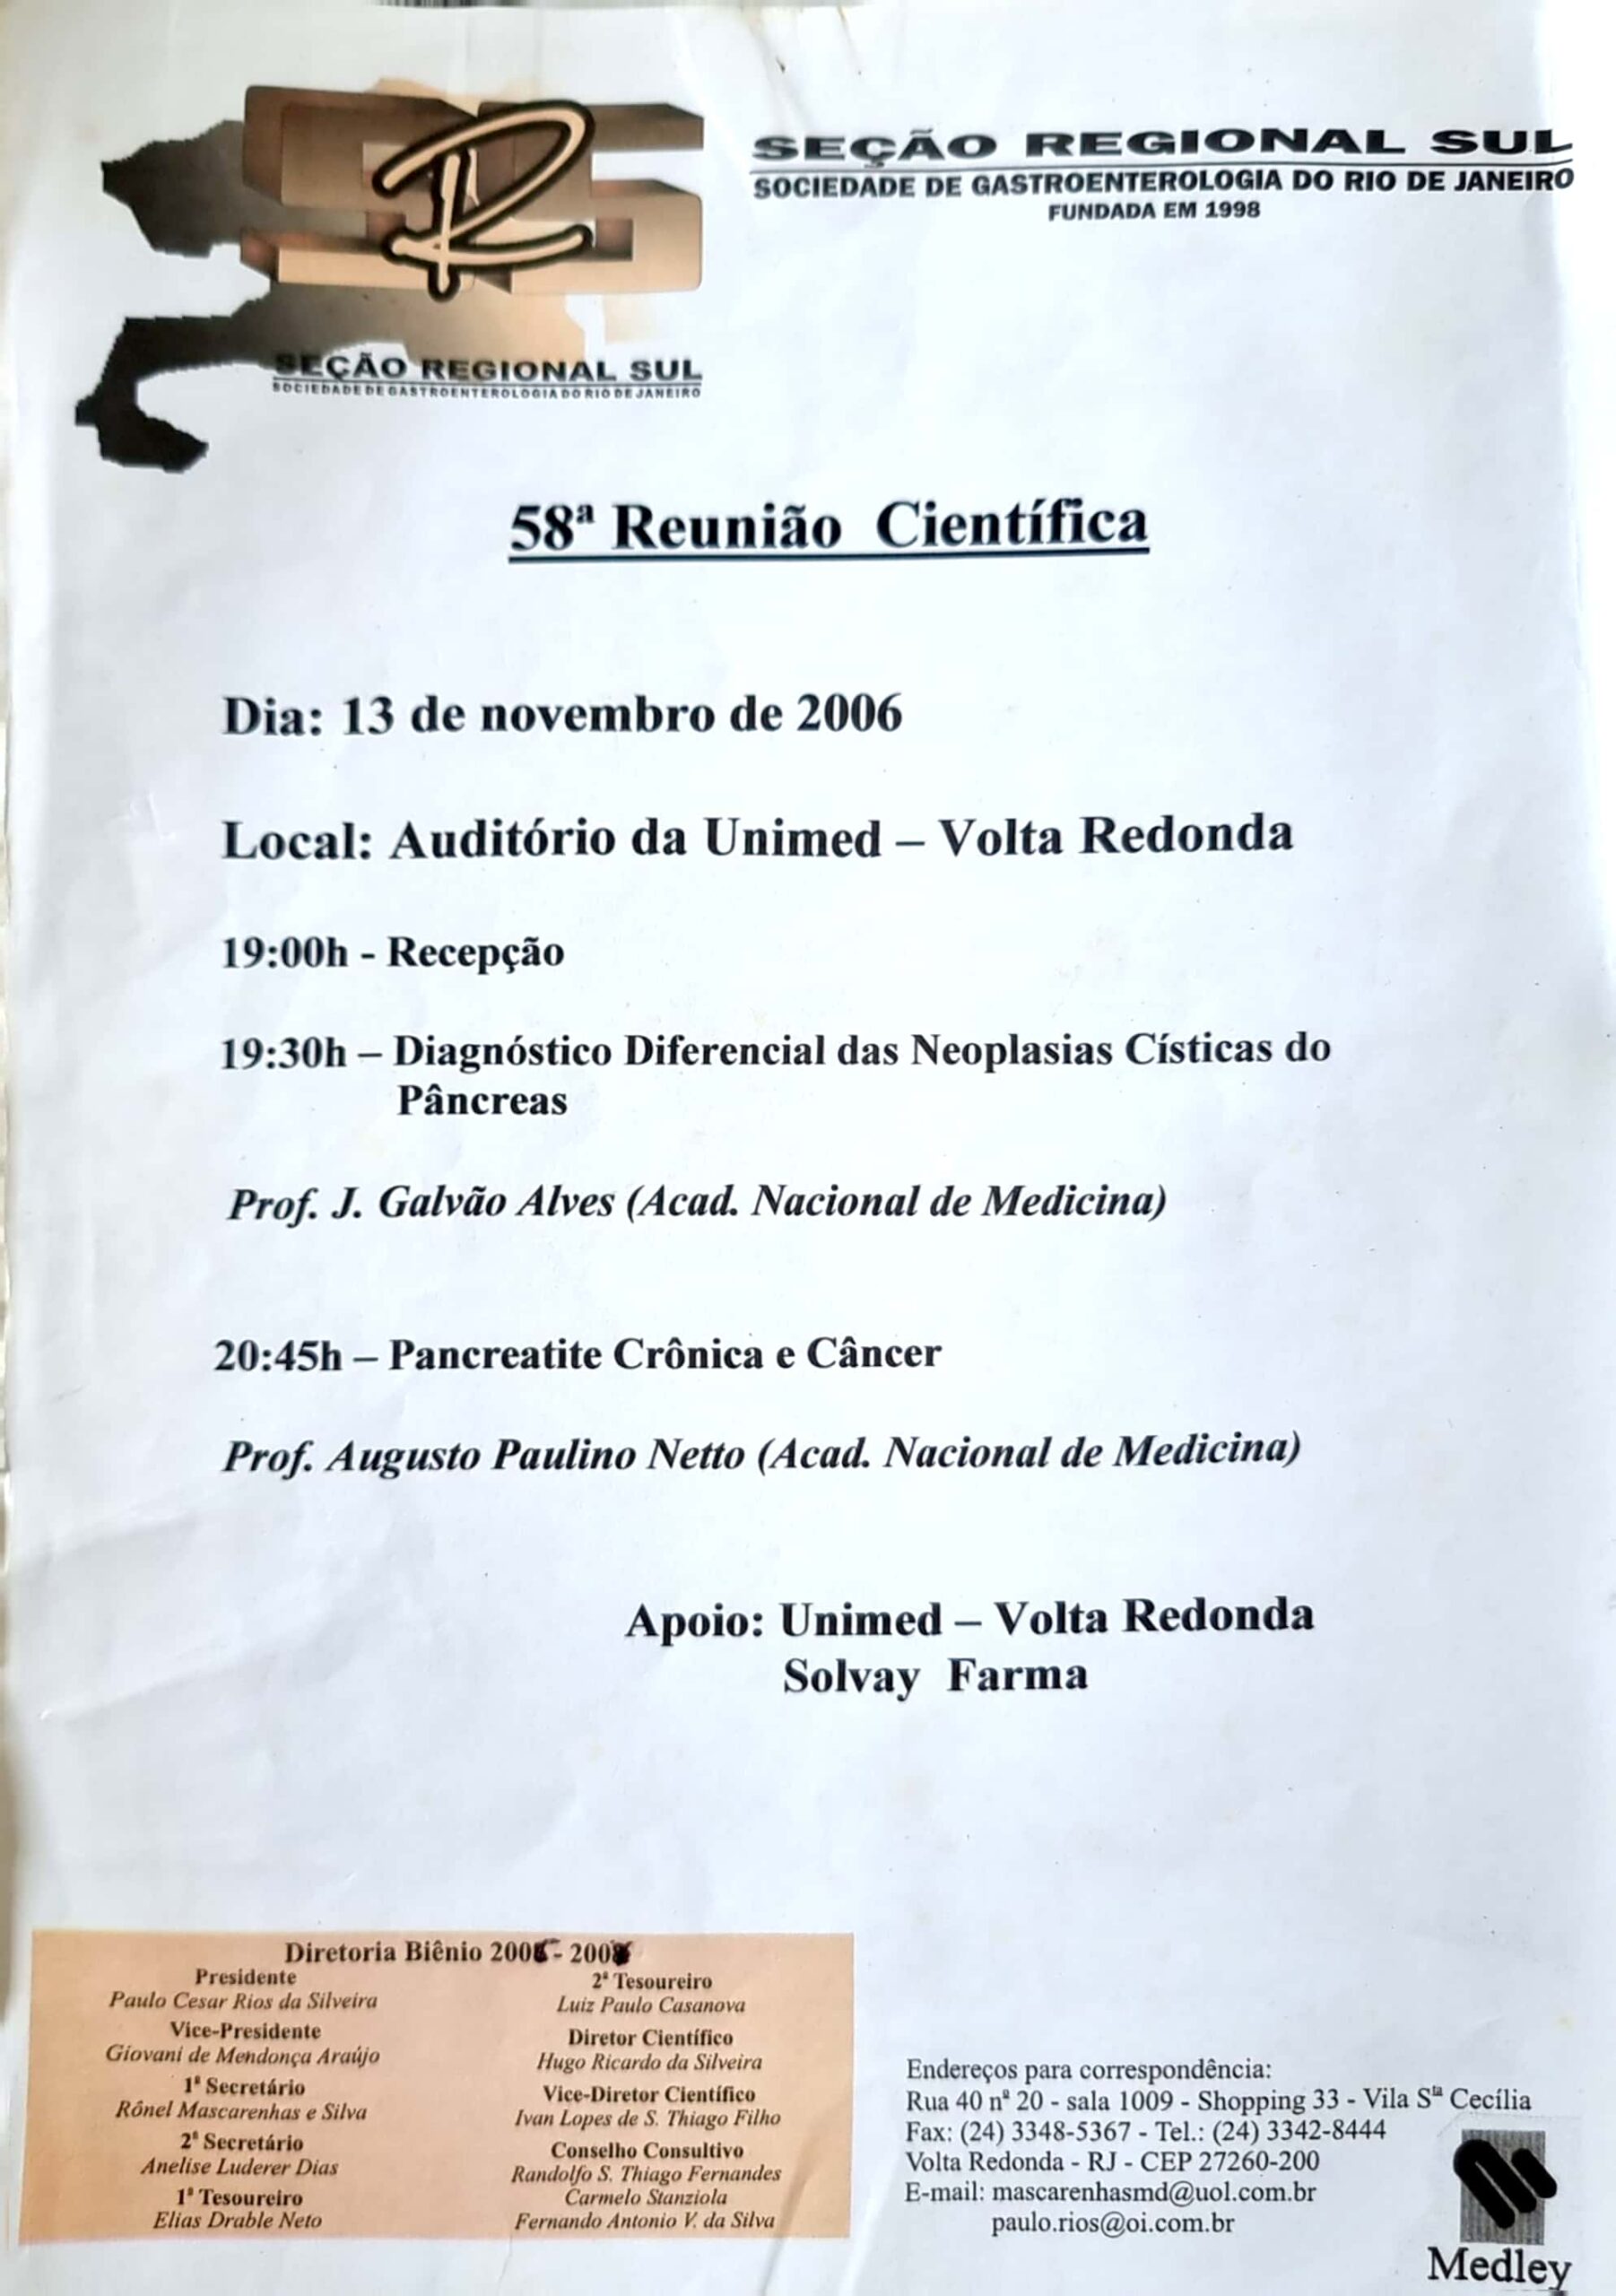 SRS
SEÇÃO REGIONAL SUL
SOCIEDADE DE GASTROENTEROLOGIA DO RIO DE JANEIRO
SEÇÃO REGIONAL SUL
SOCIEDADE DE GASTROENTEROLOGIA DO RIO DE JANEIRO
FUNDADA EM 1998
58ª Reunião Científica
Dia: 13 de novembro de 2006
Local: Auditório da Unimed – Volta Redonda
19:00h - Recepção
19:30h – Diagnóstico Diferencial das Neoplasias Císticas do
Pâncreas
Prof. J. Galvão Alves (Acad. Nacional de Medicina)
20:45h – Pancreatite Crônica e Câncer
Prof. Augusto Paulino Netto (Acad. Nacional de Medicina)
Apoio: Unimed – Volta Redonda
Solvay Farma
Diretoria Biênio
Presidente
Paulo Cesar Rios da Silveira
Vice-Presidente
Giovani de Mendonça Araújo
1º Secretário
Rônel Mascarenhas e Silva
2º Secretário
Anelise Luderer Dias
1º Tesoureiro
Elias Drable Neto
2º Tesoureiro
Luiz Paulo Casanova
Diretor Científico
Hugo Ricardo da Silveira
Vice-Diretor Científico
Ivan Lopes de S. Thiago Filho
Conselho Consultivo
Randolfo S. Thiago Fernandes
Carmelo Stanziola
Fernando Antonio V. da Silva
Endereços para correspondência:
Rua 40 nº 20 - sala 1009 - Shopping 33 - Vila Sta Cecília
Fax: (24) 3348-5367 - Tel.: (24) 3342-8444
Volta Redonda - RJ - CEP 27260-200
E-mail: mascarenhasmd@uol.com.br
paulo.rios@oi.com.br
Medley